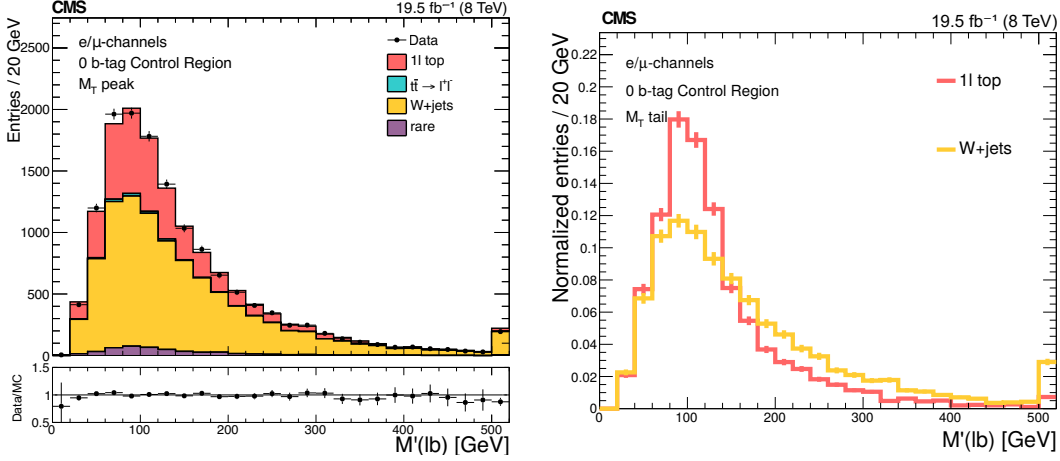 CMS
19.5 fb⁻¹ (8 TeV)
Entries / 20 GeV
2500
2000
1500
1000
500
0
e/μ-channels
0 b-tag Control Region
M_T peak
Data
1l top
tt̄ → l⁺l⁻
W+jets
rare
Data/MC
1.5
1
0.5
0
100
200
300
400
500
M'(lb) [GeV]
CMS
19.5 fb⁻¹ (8 TeV)
Normalized entries / 20 GeV
0.22
0.2
0.18
0.16
0.14
0.12
0.1
0.08
0.06
0.04
0.02
0
e/μ-channels
0 b-tag Control Region
M_T tail
1l top
W+jets
0
100
200
300
400
500
M'(lb) [GeV]